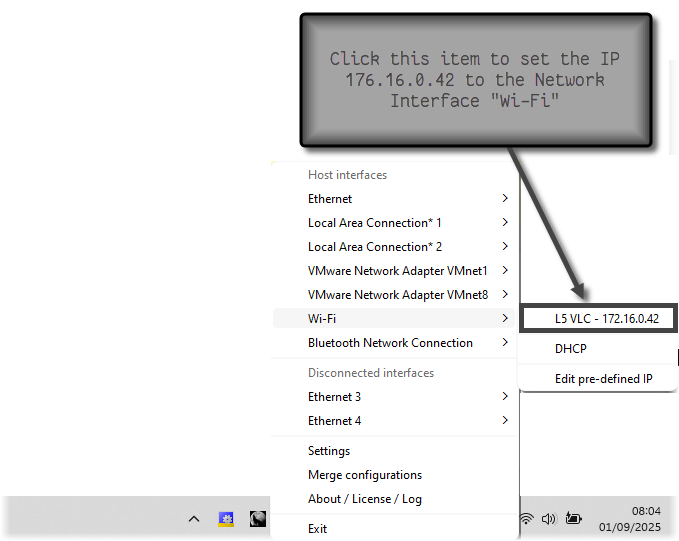 Click this item to set the IP
176.16.0.42 to the Network
Interface "Wi-Fi"
Host interfaces
Ethernet
Local Area Connection* 1
Local Area Connection* 2
VMware Network Adapter VMnet1
VMware Network Adapter VMnet8
Wi-Fi
Bluetooth Network Connection
Disconnected interfaces
Ethernet 3
Ethernet 4
Settings
Merge configurations
About / License / Log
Exit
L5 VLC - 172.16.0.42
DHCP
Edit pre-defined IP
08:04
01/09/2025